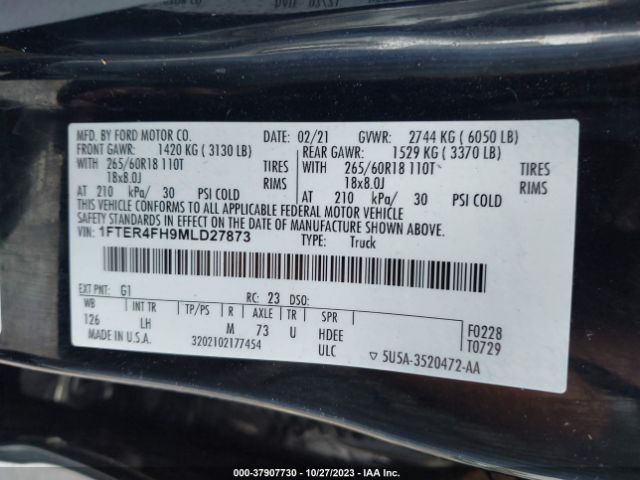 MFD. BY FORD MOTOR CO. DATE: 02/21 GVWR: 2744 KG ( 6050 LB)
FRONT GAWR: 1420 KG ( 3130 LB) REAR GAWR: 1529 KG ( 3370 LB)
WITH 265/60R18 110T TIRES WITH 265/60R18 110T TIRES
18x8.0J RIMS 18x8.0J RIMS
AT 210 kPa/ 30 PSI COLD AT 210 kPa/ 30 PSI COLD
THIS VEHICLE CONFORMS TO ALL APPLICABLE FEDERAL MOTOR VEHICLE
SAFETY STANDARDS IN EFFECT ON THE DATE OF MANUFACTURE SHOWN ABOVE.
VIN: 1FTER4FH9MLD27873 TYPE: Truck
EXT PNT: G1 RC: 23 DSO:
WB INT TR TP/PS R AXLE TR SPR
126 LH M 73 U HDEE F0228
ULC T0729
MADE IN U.S.A. 3202102177454 ▽ 5U5A-3520472-AA
000-37907730 - 10/27/2023 - IAA Inc.